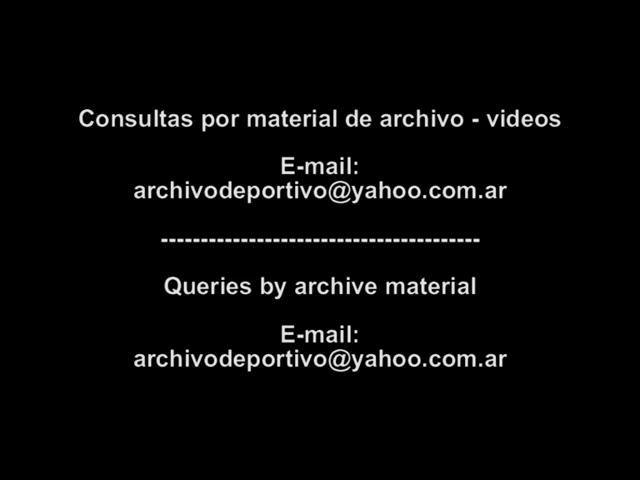 Consultas por material de archivo - videos
E-mail:
archivodeportivo@yahoo.com.ar
----------------------------------------
Queries by archive material
E-mail:
archivodeportivo@yahoo.com.ar